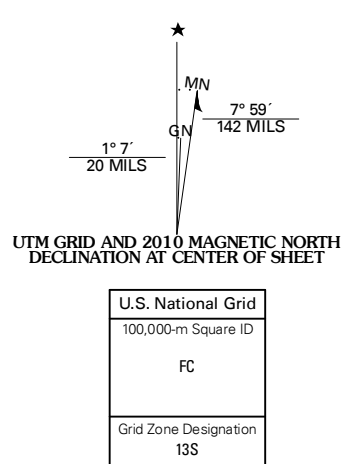 ★
MN
7° 59´
142 MILS
GN
1° 7´
20 MILS
UTM GRID AND 2010 MAGNETIC NORTH
DECLINATION AT CENTER OF SHEET
U.S. National Grid
100,000-m Square ID
FC
Grid Zone Designation
13S